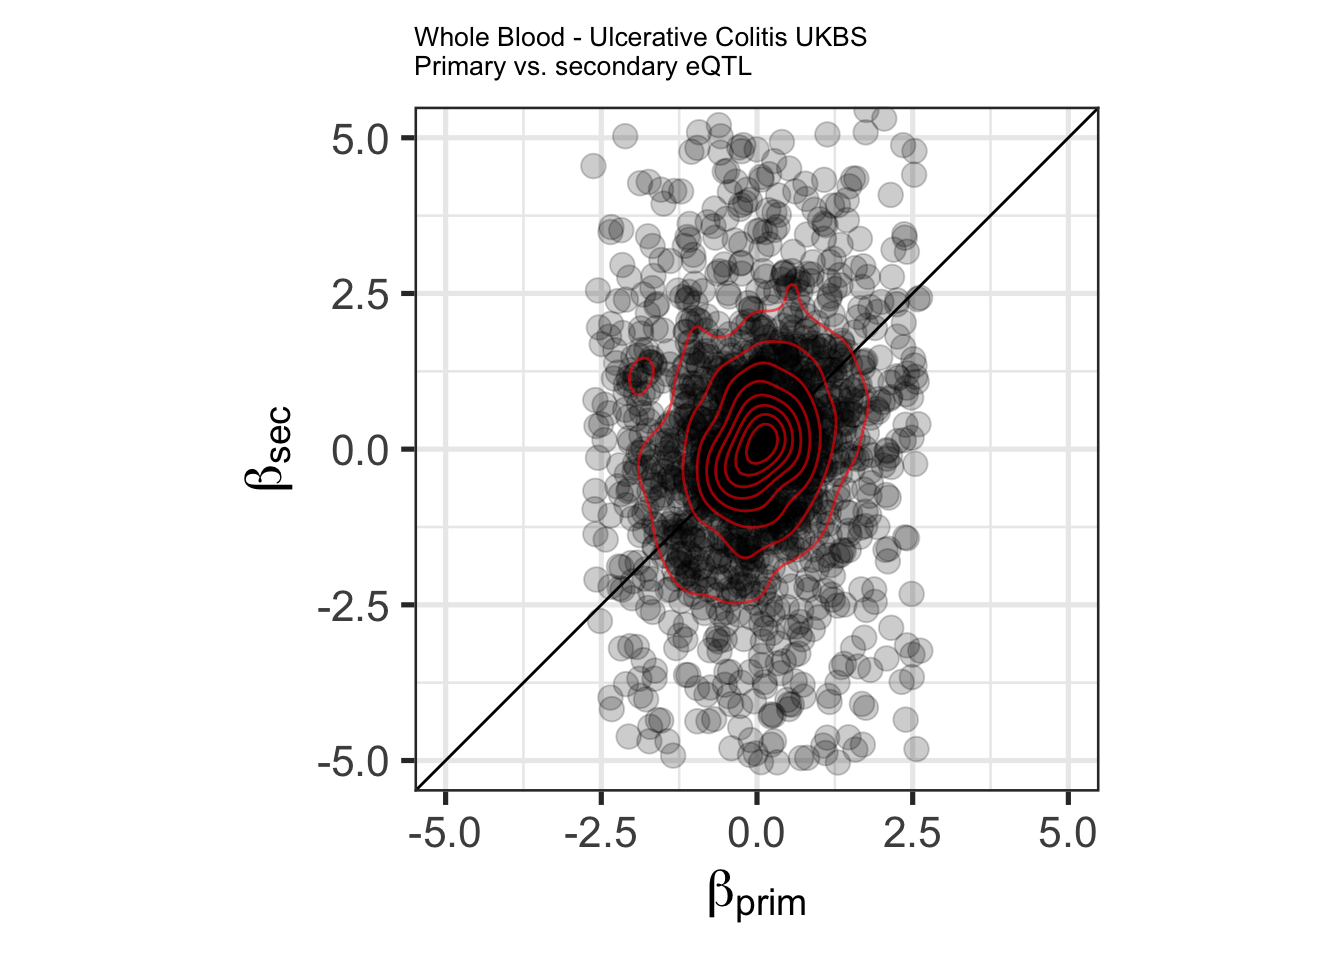 Whole Blood - Ulcerative Colitis UKBS
Primary vs. secondary eQTL
5.0
2.5
0.0
-2.5
-5.0
βsec
-5.0 -2.5 0.0 2.5 5.0
βprim